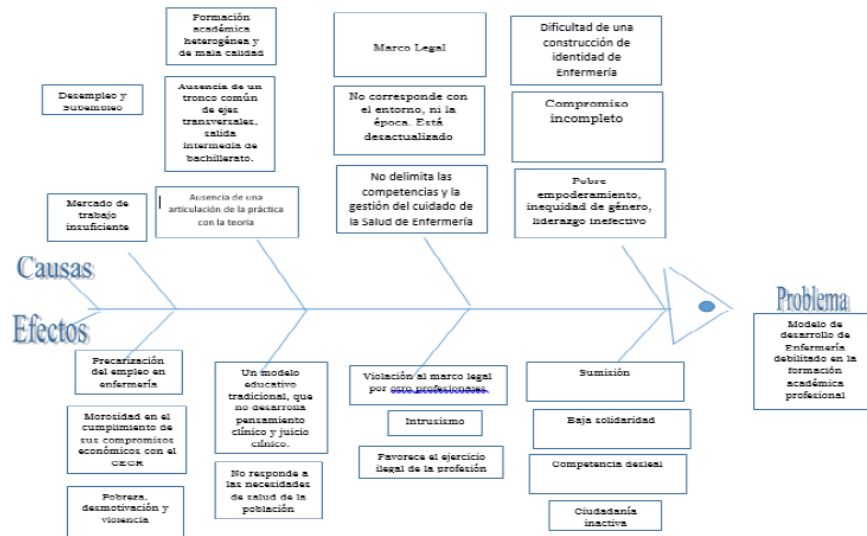 Formación
académica
heterogénea y
de mala calidad
Marco Legal
Dificultad de una
construcción de
identidad de
Enfermería
Desempleo y
Subempleo
Ausencia de un
tronco común
de ejes
transversales,
salida
intermedia de
bachillerato.
No corresponde con
el entorno, ni la
época. Está
desactualizado
Compromiso
incompleto
Mercado de
trabajo
insuficiente
Ausencia de una
articulación de la práctica
con la teoría
No delimita las
competencias y la
gestión del cuidado de
la Salud de Enfermería
Pobre
empoderamiento,
inequidad de género,
liderazgo inefectivo
Causas
Efectos
Problema
Modelo de
desarrollo de
Enfermería
debilitado en la
formación
académica
profesional
Precarización
del empleo en
enfermería
Un modelo
educativo
tradicional, que
no desarrolla
pensamiento
clínico y juicio
clínico.
Violación al marco legal
por otro profesionales
Sumisión
Morosidad en el
cumplimiento de
sus compromisos
económicos con el
CECR
Intrusismo
Baja solidaridad
No responde a
las necesidades
de salud de la
población
Favorece el ejercicio
ilegal de la profesión
Competencia desleal
Pobreza,
desmotivación y
violencia
Ciudadanía
inactiva